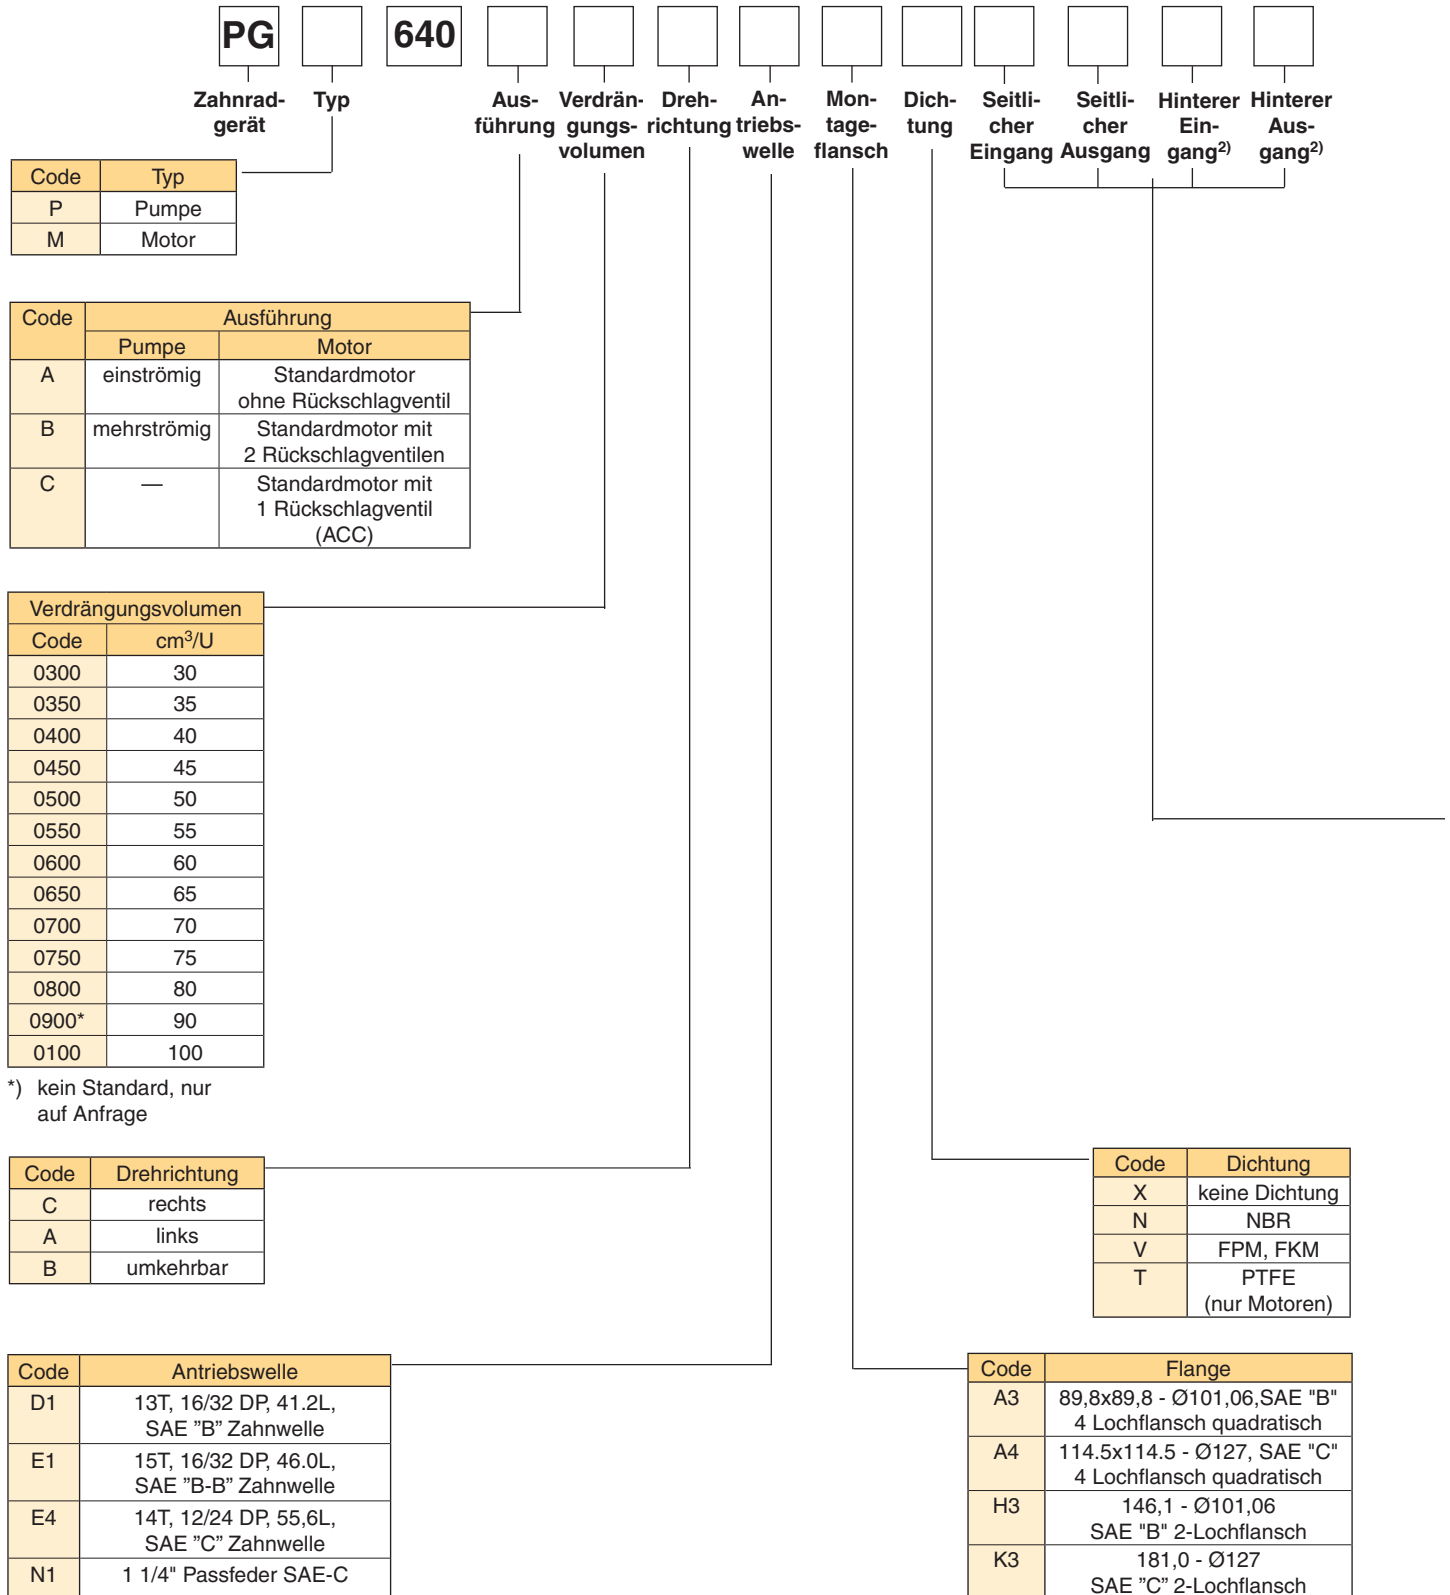 PG 640
Zahnrad- Typ Aus- Verdrän- Dreh- An- Mon- Dich- Seitli- Seitli- Hinterer Hinterer
gerät führung gungs- richtung triebs- tage- tung cher cher Ein- Aus-
volumen welle flansch Eingang Ausgang gang2) gang2)
Code Typ
P Pumpe
M Motor
Code Ausführung
Pumpe Motor
A einströmig Standardmotor
ohne Rückschlagventil
B mehrströmig Standardmotor mit
2 Rückschlagventilen
C — Standardmotor mit
1 Rückschlagventil
(ACC)
Verdrängungsvolumen
Code cm3/U
0300 30
0350 35
0400 40
0450 45
0500 50
0550 55
0600 60
0650 65
0700 70
0750 75
0800 80
0900* 90
0100 100
*) kein Standard, nur
auf Anfrage
Code Drehrichtung
C rechts
A links
B umkehrbar
Code Dichtung
X keine Dichtung
N NBR
V FPM, FKM
T PTFE
(nur Motoren)
Code Antriebswelle
D1 13T, 16/32 DP, 41.2L,
SAE ”B” Zahnwelle
E1 15T, 16/32 DP, 46.0L,
SAE ”B-B” Zahnwelle
E4 14T, 12/24 DP, 55,6L,
SAE ”C” Zahnwelle
N1 1 1/4" Passfeder SAE-C
Code Flange
A3 89,8x89,8 - Ø101,06,SAE "B"
4 Lochflansch quadratisch
A4 114.5x114.5 - Ø127, SAE "C"
4 Lochflansch quadratisch
H3 146,1 - Ø101,06
SAE "B" 2-Lochflansch
K3 181,0 - Ø127
SAE ”C” 2-Lochflansch